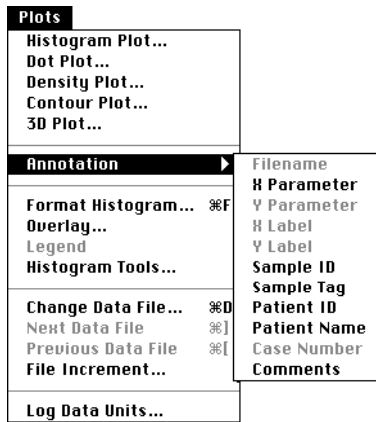 Plots
Histogram Plot...
Dot Plot...
Density Plot...
Contour Plot...
3D Plot...
Annotation ▶
Filename
X Parameter
Y Parameter
X Label
Y Label
Sample ID
Sample Tag
Patient ID
Patient Name
Case Number
Comments
Format Histogram... ⌘F
Overlay...
Legend
Histogram Tools...
Change Data File... ⌘D
Next Data File ⌘]
Previous Data File ⌘[
File Increment...
Log Data Units...